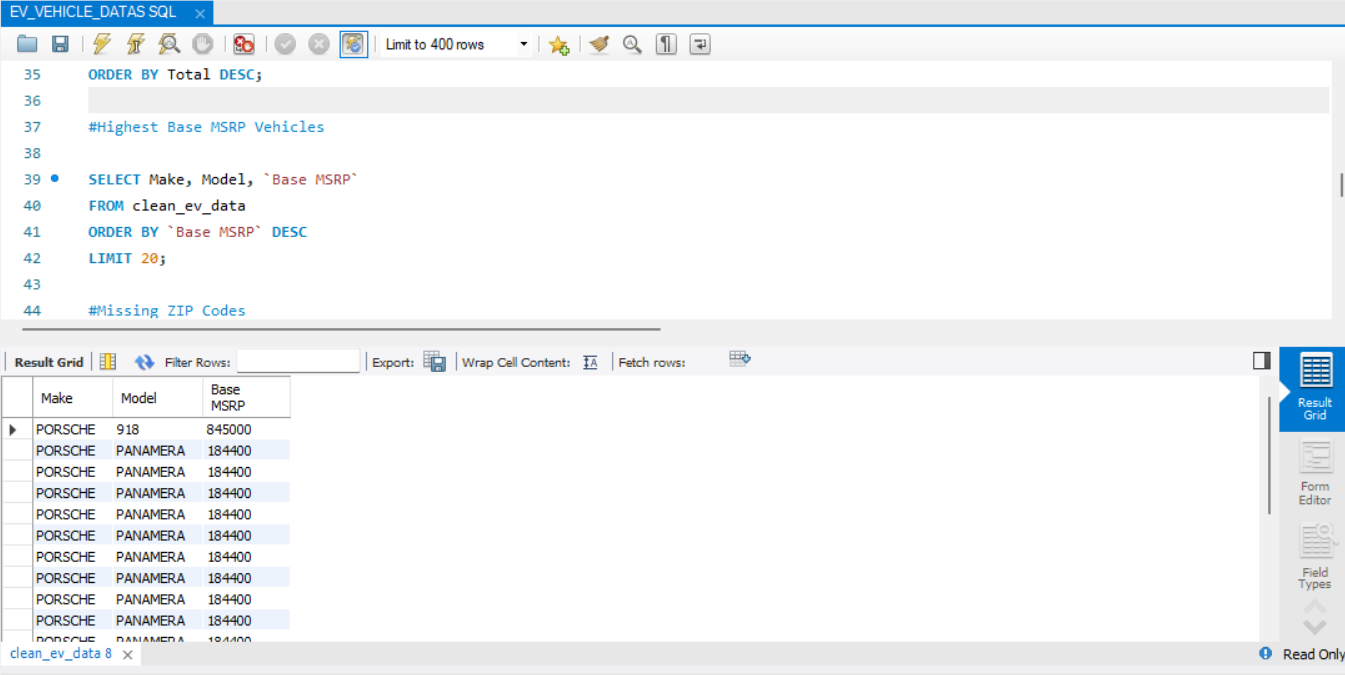 EV_VEHICLE_DATAS SQL
Limit to 400 rows
35 ORDER BY Total DESC;
36
37 #Highest Base MSRP Vehicles
38
39 SELECT Make, Model, `Base MSRP`
40 FROM clean_ev_data
41 ORDER BY `Base MSRP` DESC
42 LIMIT 20;
43
44 #Missing ZIP Codes
Result Grid Filter Rows: Export: Wrap Cell Content: Fetch rows:
Make Model Base MSRP
PORSCHE 918 845000
PORSCHE PANAMERA 184400
PORSCHE PANAMERA 184400
PORSCHE PANAMERA 184400
PORSCHE PANAMERA 184400
PORSCHE PANAMERA 184400
PORSCHE PANAMERA 184400
PORSCHE PANAMERA 184400
PORSCHE PANAMERA 184400
PORSCHE PANAMERA 184400
PORSCHE PANAMERA 184400
Result
Grid
Form
Editor
Field
Types
clean_ev_data 8
Read Only